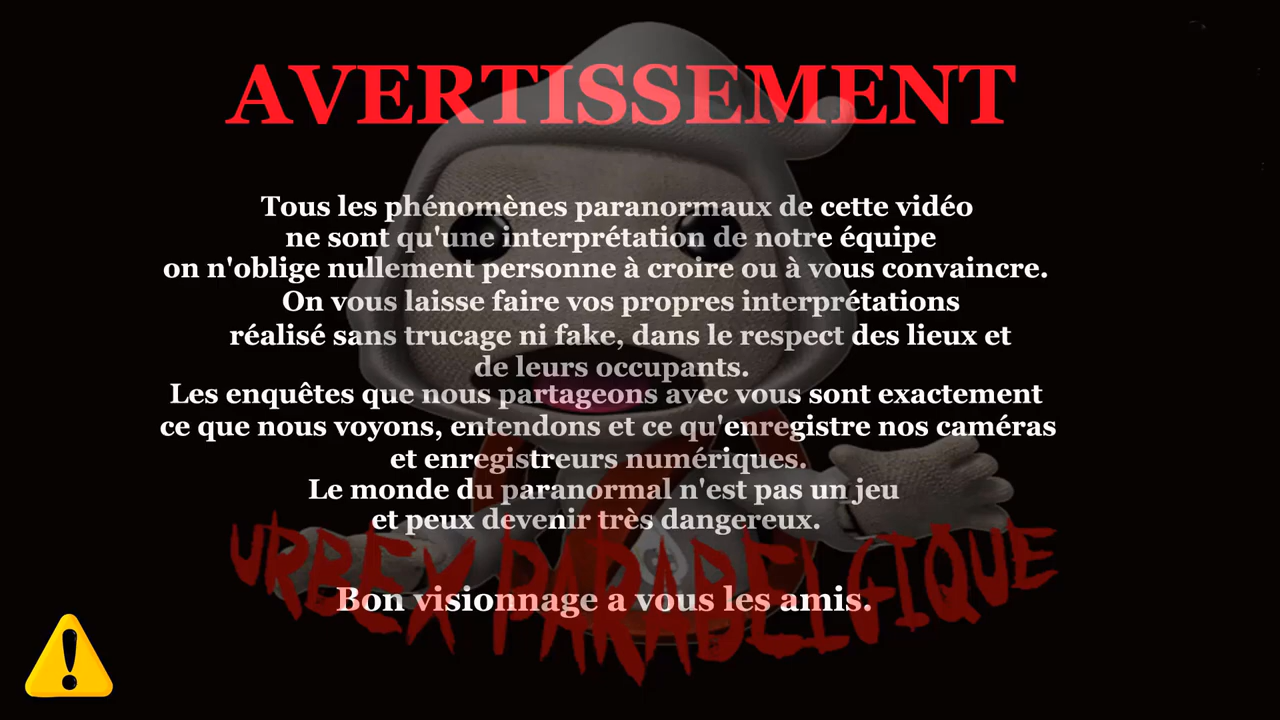 AVERTISSEMENT
Tous les phénomènes paranormaux de cette vidéo
ne sont qu'une interprétation de notre équipe
on n'oblige nullement personne à croire ou à vous convaincre.
On vous laisse faire vos propres interprétations
réalisé sans trucage ni fake, dans le respect des lieux et
de leurs occupants.
Les enquêtes que nous partageons avec vous sont exactement
ce que nous voyons, entendons et ce qu'enregistre nos caméras
et enregistreurs numériques.
Le monde du paranormal n'est pas un jeu
et peux devenir très dangereux.
URBEX PARABELGIQUE
Bon visionnage a vous les amis.